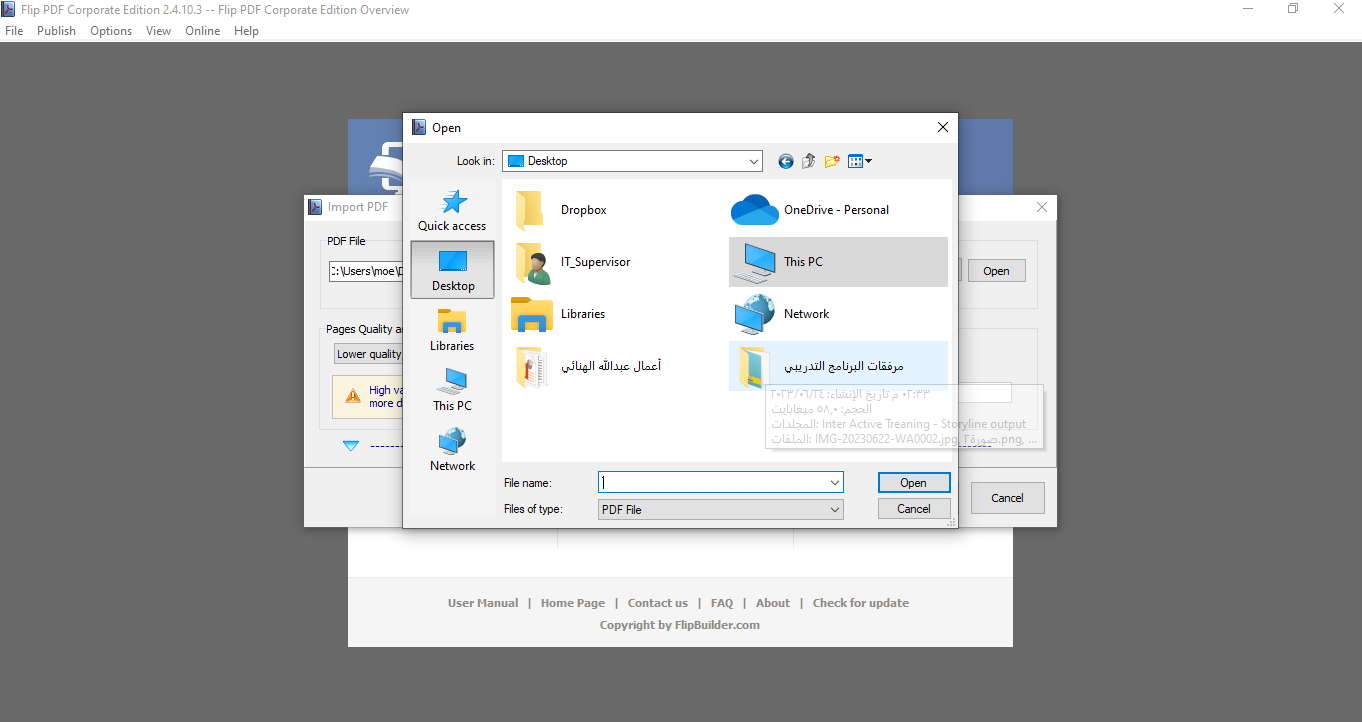 Flip PDF Corporate Edition 2.4.10.3 -- Flip PDF Corporate Edition Overview
File Publish Options View Online Help
Open
Look in: Desktop
Import PDF
PDF File
C:\Users\moe\
Open
Pages Quality
Lower quality
High
more
Quick access
Desktop
Libraries
This PC
Network
Dropbox
OneDrive - Personal
IT_Supervisor
This PC
Libraries
Network
أعمال عبدالله الهنائي
مرفقات البرنامج التدريبي
تاريخ الإنشاء: ٢٠٢٣/٠٦/٢٤ ٠٢:٣٣ م
الحجم: ٥٨,٠ ميغابايت
المجلدات: Inter Active Treaning - Storyline output
الملفات: IMG-20230622-WA0002.jpg, صورة٢.png, ...
File name:
Open
Files of type: PDF File
Cancel
Cancel
User Manual | Home Page | Contact us | FAQ | About | Check for update
Copyright by FlipBuilder.com